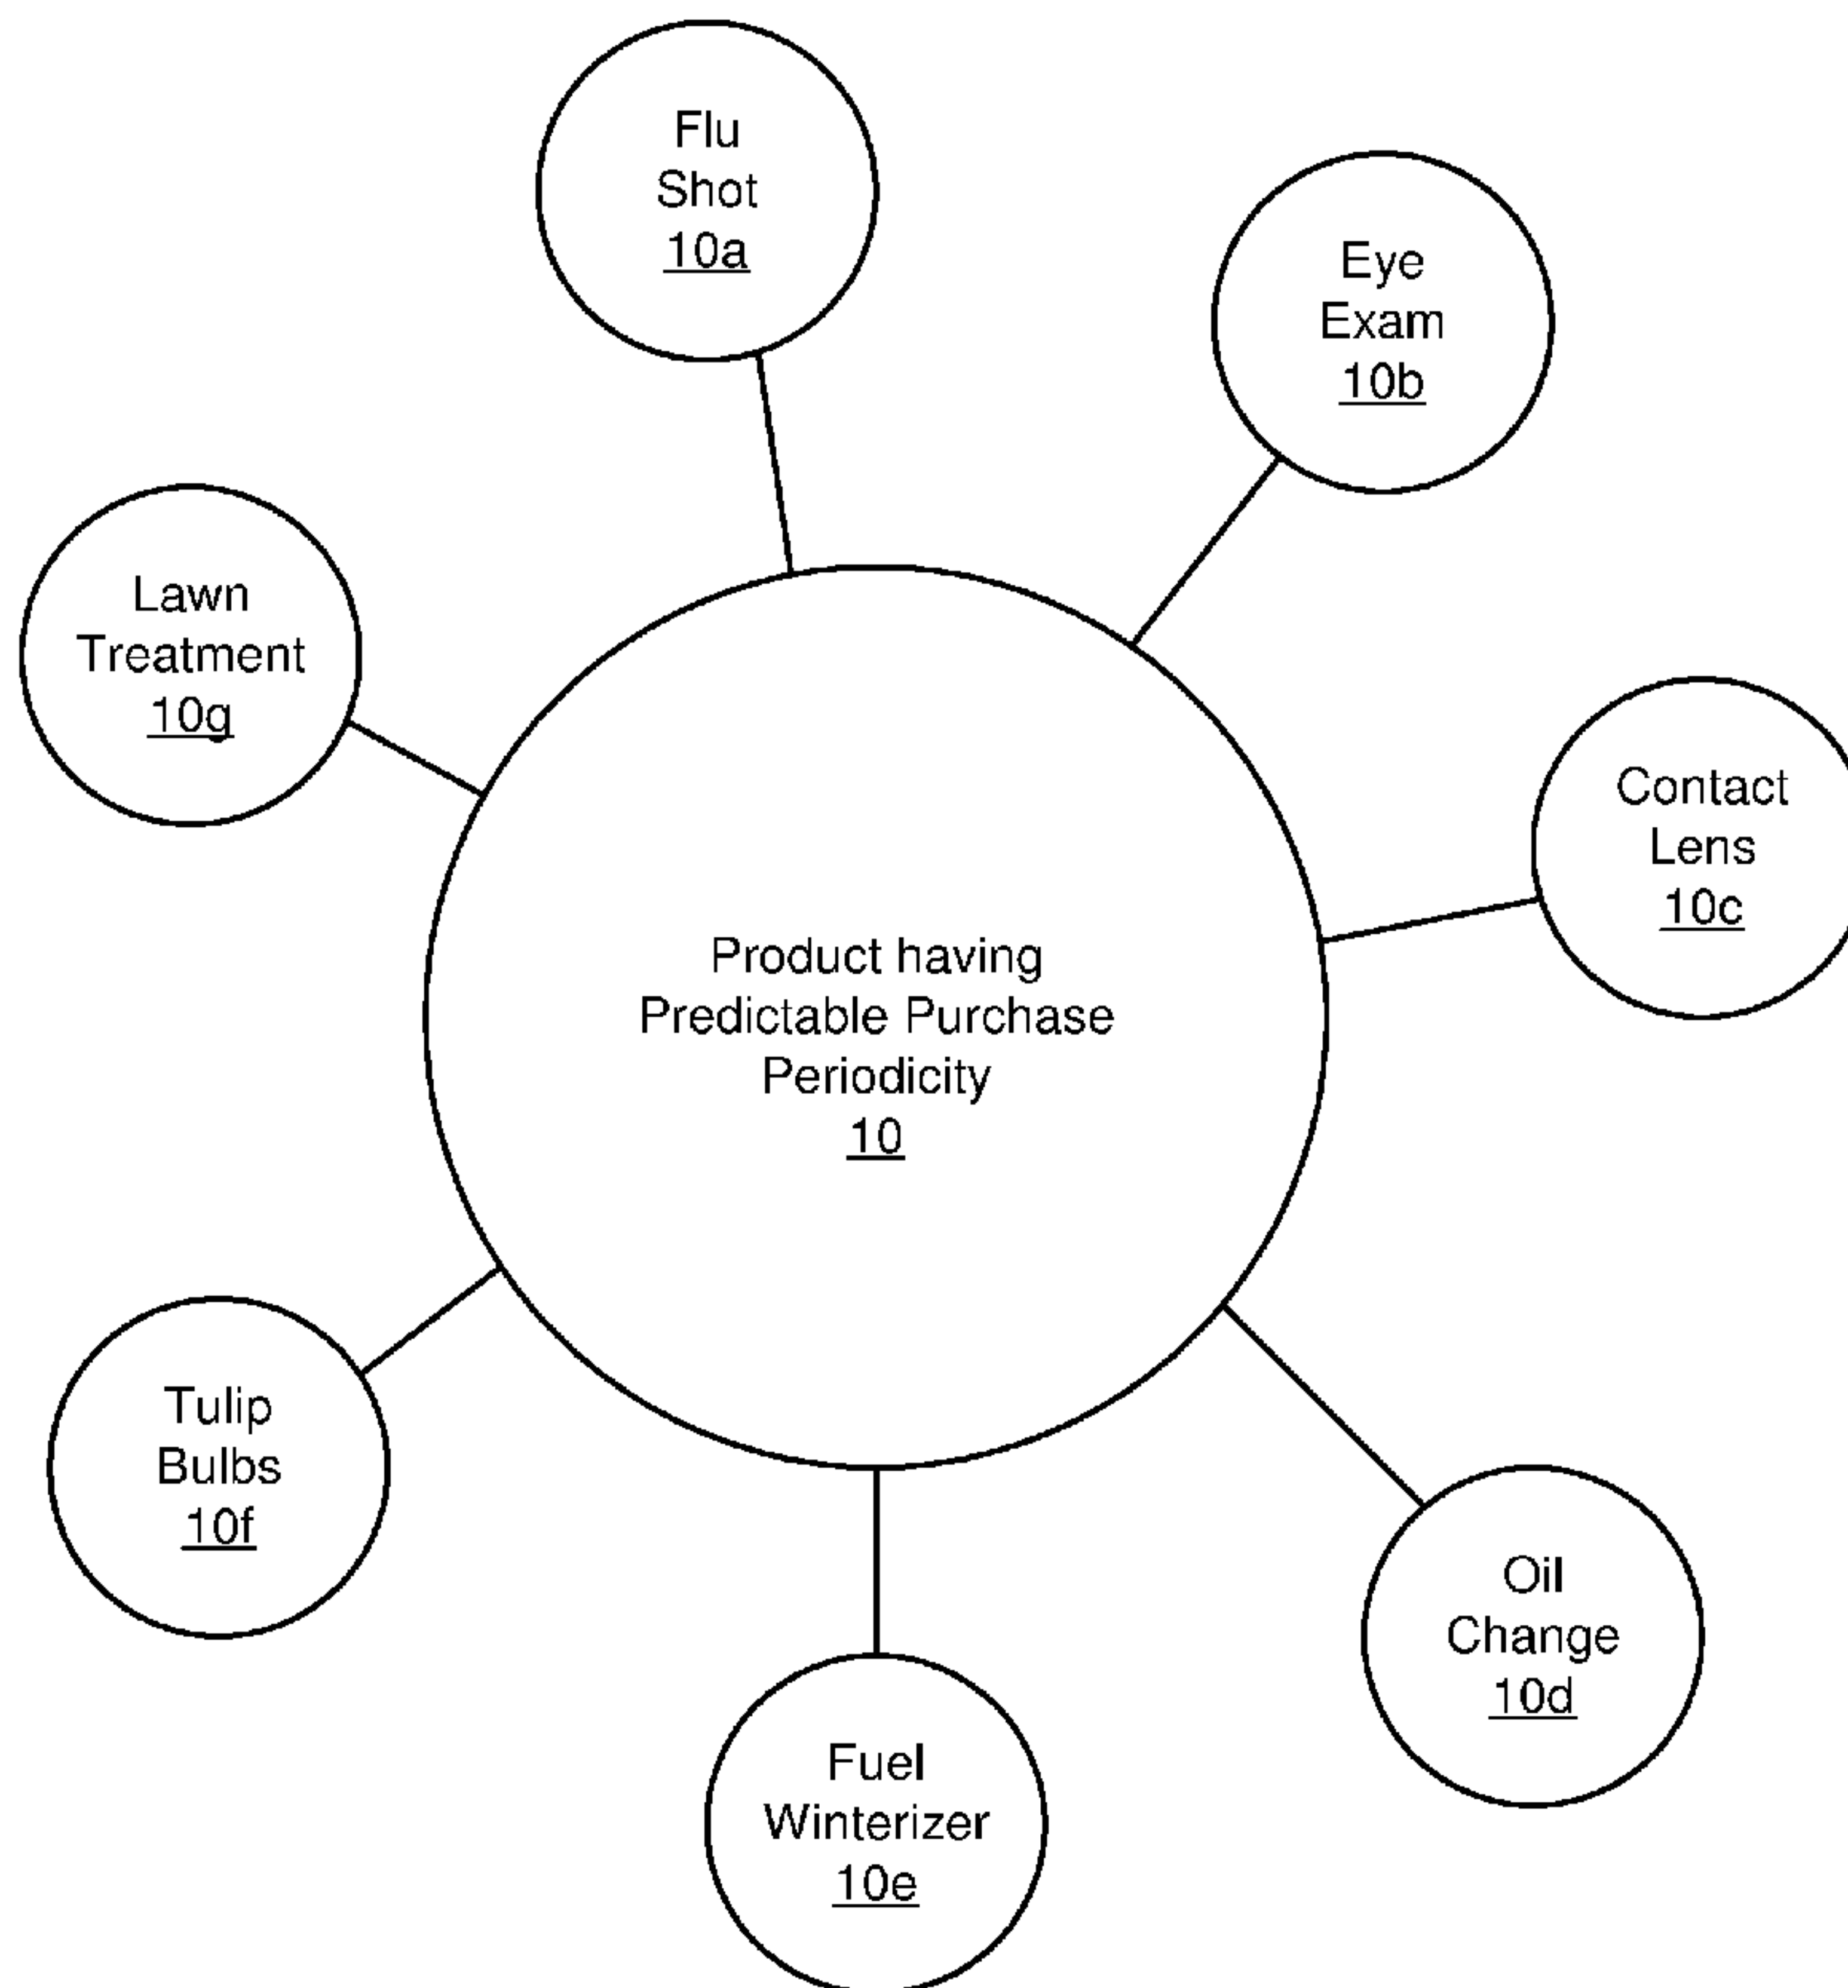 Flu
Shot
10a
Eye
Exam
10b
Lawn
Treatment
10g
Contact
Lens
10c
Product having
Predictable Purchase
Periodicity
10
Tulip
Bulbs
10f
Oil
Change
10d
Fuel
Winterizer
10e